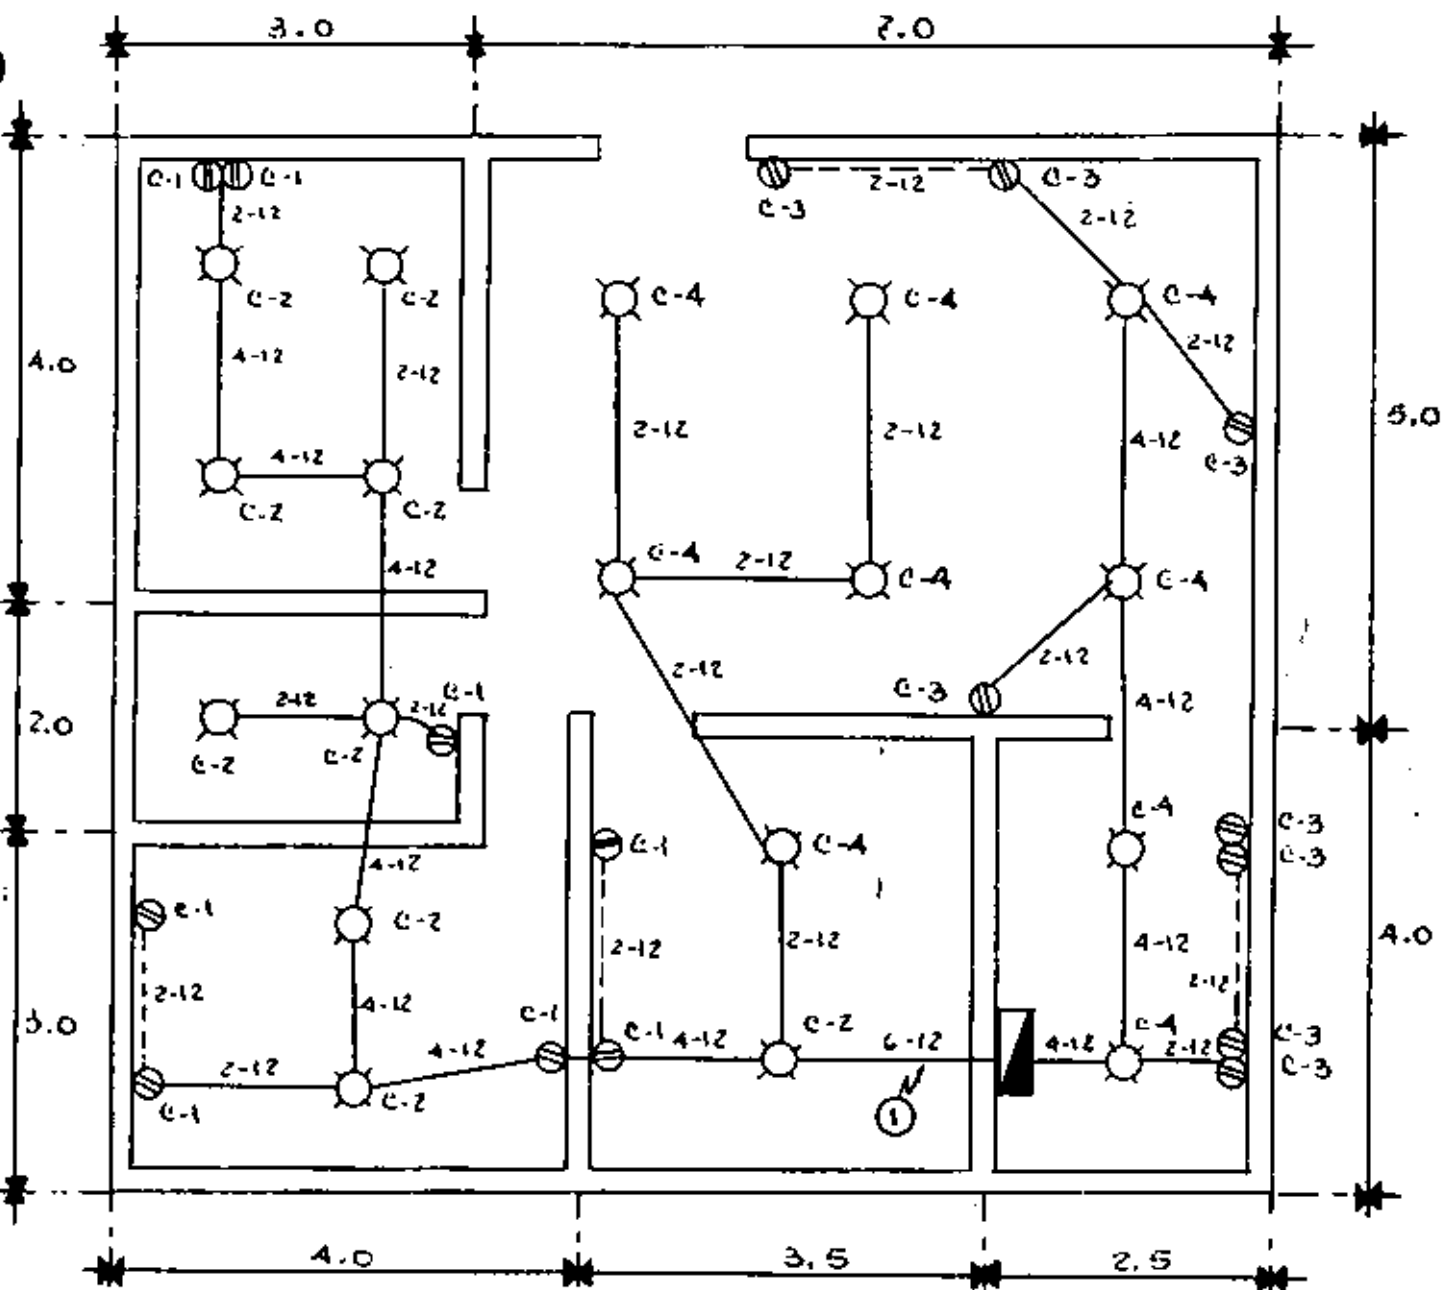 3.0 7.0
C-1 C-1 2-12 C-3
C-3
2-12 2-12
C-2 C-2 C-4 C-4 C-4
4.0 4-12 2-12 2-12
2-12 2-12 4-12 5.0
4-12 C-3
C-2 C-2
4-12 C-4 2-12 C-4 C-4
2-12 2-12
2-12 C-1 C-3
2.0 2-12 4-12
C-2 C-2
C-4 C-3
4-12 C-1 C-4 C-3
C-1 C-2
2-12 2-12 4-12 4.0
2-12 4-12 2-12
3.0 C-1 C-1 C-2 C-4 C-3
4-12 4-12 6-12 4-12 2-12 C-3
2-12
C-1 C-2 1
4.0 3.5 2.5